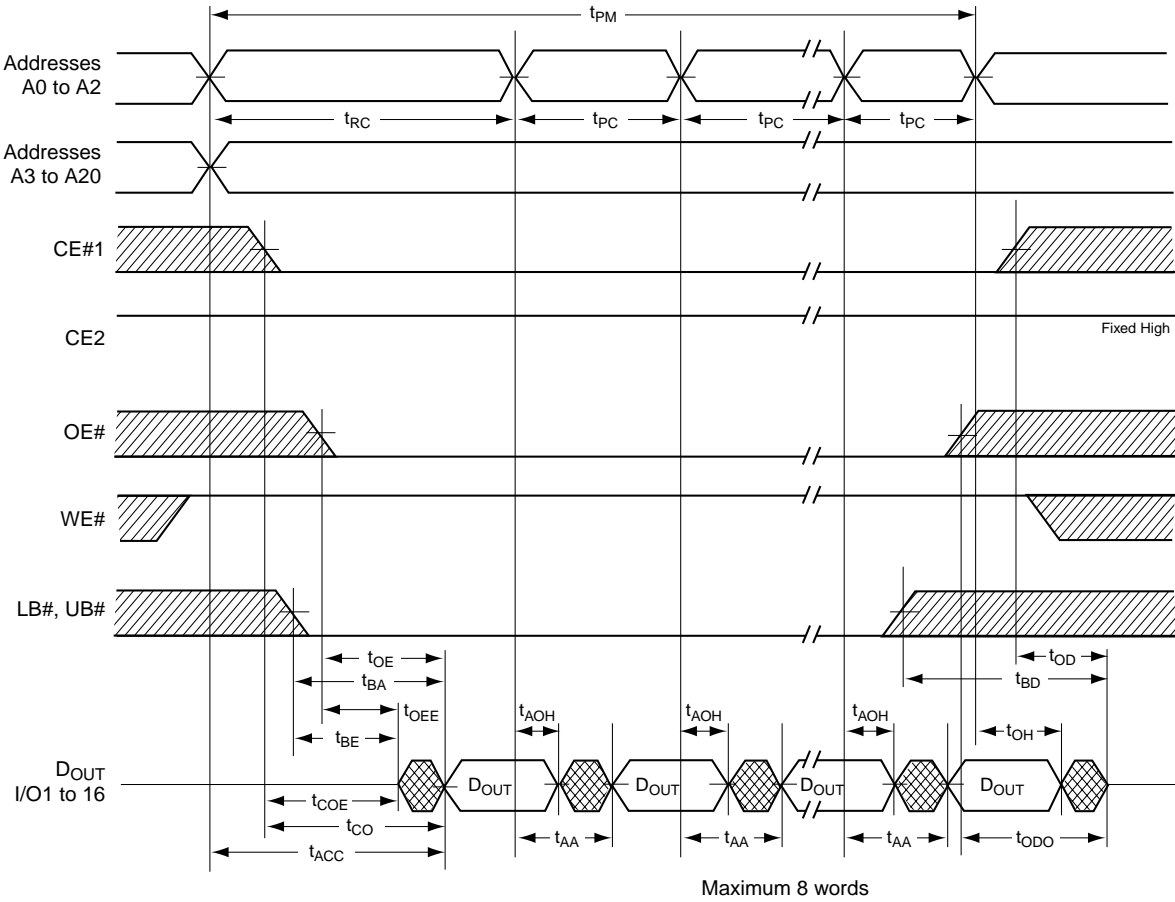 tPM
Addresses
A0 to A2
tRC tPC tPC tPC
Addresses
A3 to A20
CE#1
CE2
Fixed High
OE#
WE#
LB#, UB#
tOE tOD
tBA tBD
tOEE tAOH tAOH tAOH
tBE tOH
DOUT
I/O1 to 16
DOUT DOUT DOUT DOUT
tCOE
tCO tAA tAA tAA tODO
tACC
Maximum 8 words